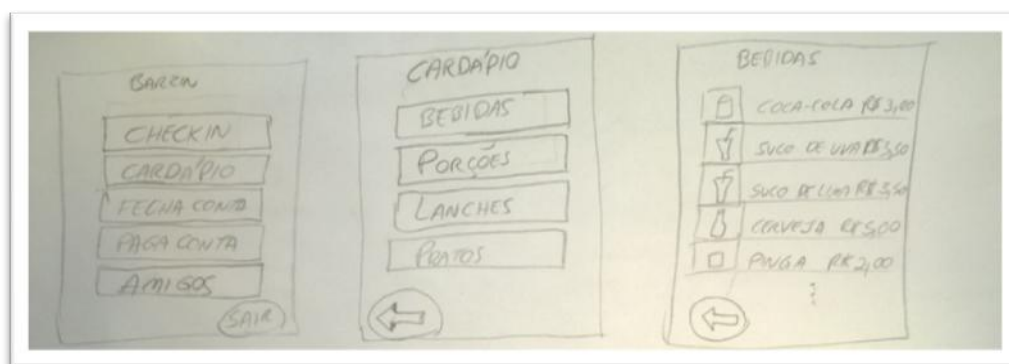 BARZIN
CHECKIN
CARDÁPIO
FECHA CONTA
PAGA CONTA
AMIGOS
SAIR
CARDÁPIO
BEBIDAS
PORÇÕES
LANCHES
PRATOS
BEBIDAS
COCA-COLA R$ 3,00
SUCO DE UVA R$ 3,50
SUCO DE R$ 3,50
CERVEJA R$ 5,00
PINGA R$ 2,00